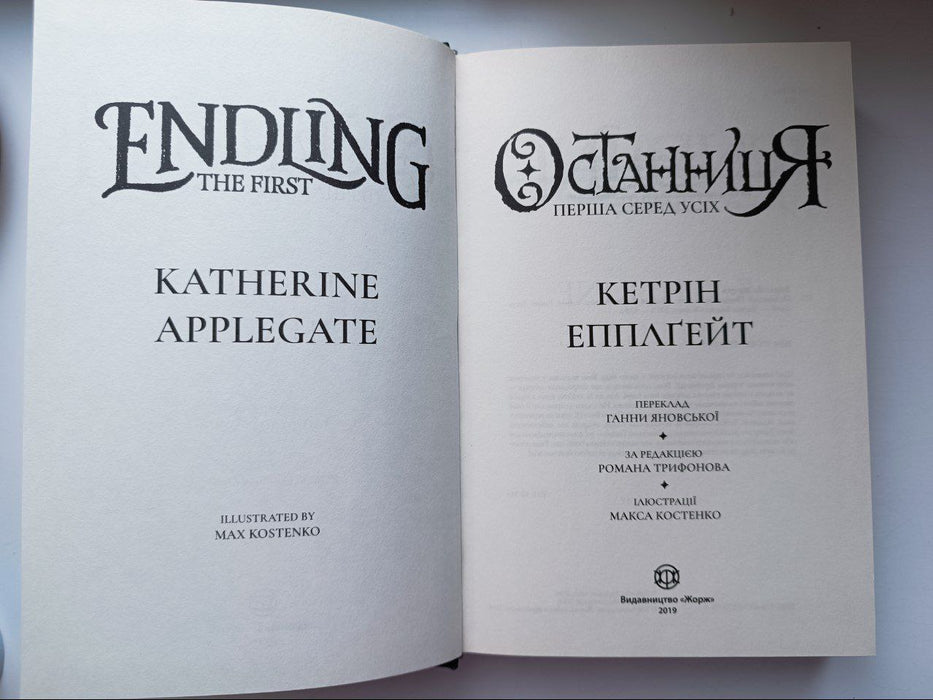 ENDLING
THE FIRST
KATHERINE
APPLEGATE
ILLUSTRATED BY
MAX KOSTENKO
ОСТАННИЦЯ
ПЕРША СЕРЕД УСІХ
КЕТРІН
ЕППЛҐЕЙТ
ПЕРЕКЛАД
ГАННИ ЯНОВСЬКОЇ
ЗА РЕДАКЦІЄЮ
РОМАНА ТРИФОНОВА
ІЛЮСТРАЦІЇ
МАКСА КОСТЕНКО
Видавництво «Жорж»
2019